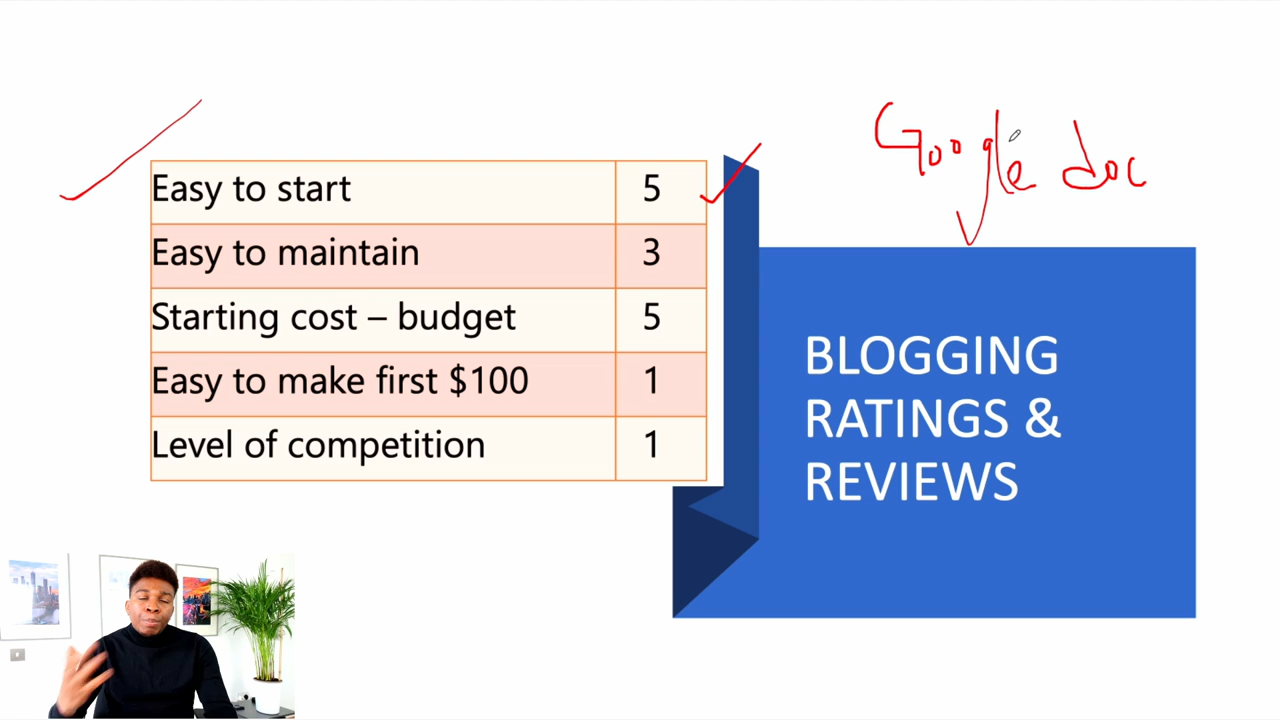 Google doc
Easy to start 5
Easy to maintain 3
Starting cost – budget 5
Easy to make first $100 1
Level of competition 1
BLOGGING
RATINGS &
REVIEWS